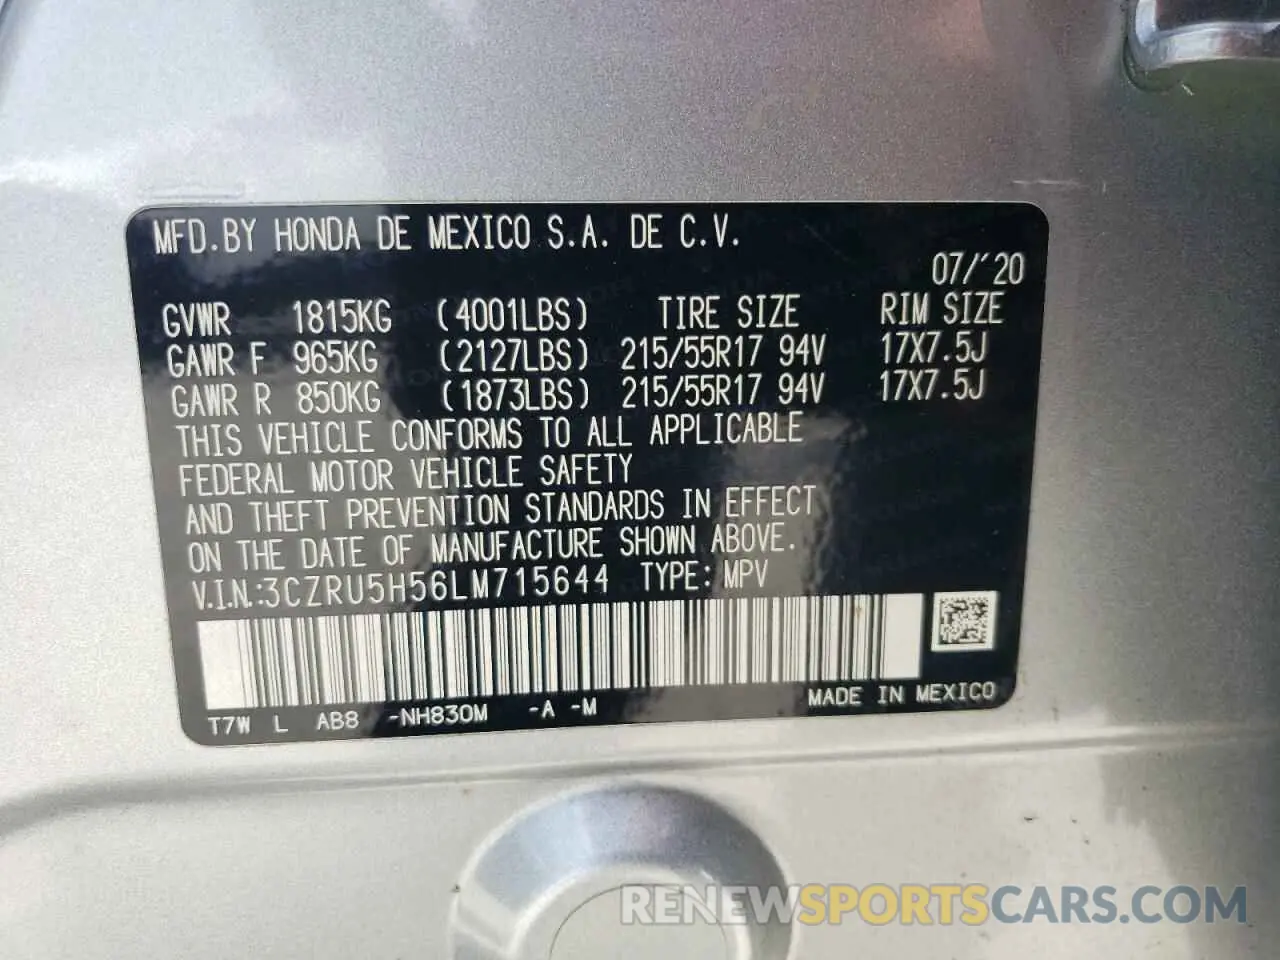 MFD.BY HONDA DE MEXICO S.A. DE C.V.
07/´20
GVWR 1815KG (4001LBS) TIRE SIZE RIM SIZE
GAWR F 965KG (2127LBS) 215/55R17 94V 17X7.5J
GAWR R 850KG (1873LBS) 215/55R17 94V 17X7.5J
THIS VEHICLE CONFORMS TO ALL APPLICABLE
FEDERAL MOTOR VEHICLE SAFETY
AND THEFT PREVENTION STANDARDS IN EFFECT
ON THE DATE OF MANUFACTURE SHOWN ABOVE.
V.I.N.:3CZRU5H56LM715644 TYPE: MPV
T7W L AB8 -NH830M -A -M MADE IN MEXICO
RENEWSPORTSCARS.COM